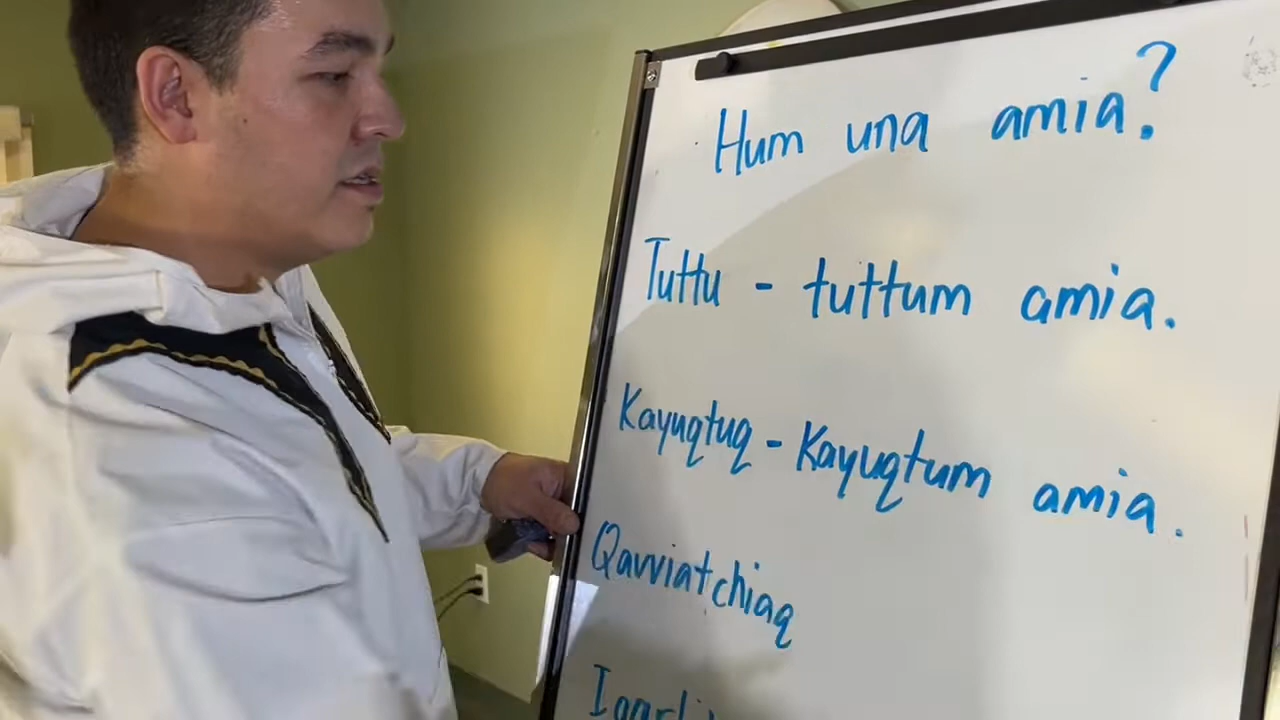 Hum una amia?
Tuttu - tuttum amia.
Kayuqtuq - Kayuqtum amia.
Qavviatchiaq